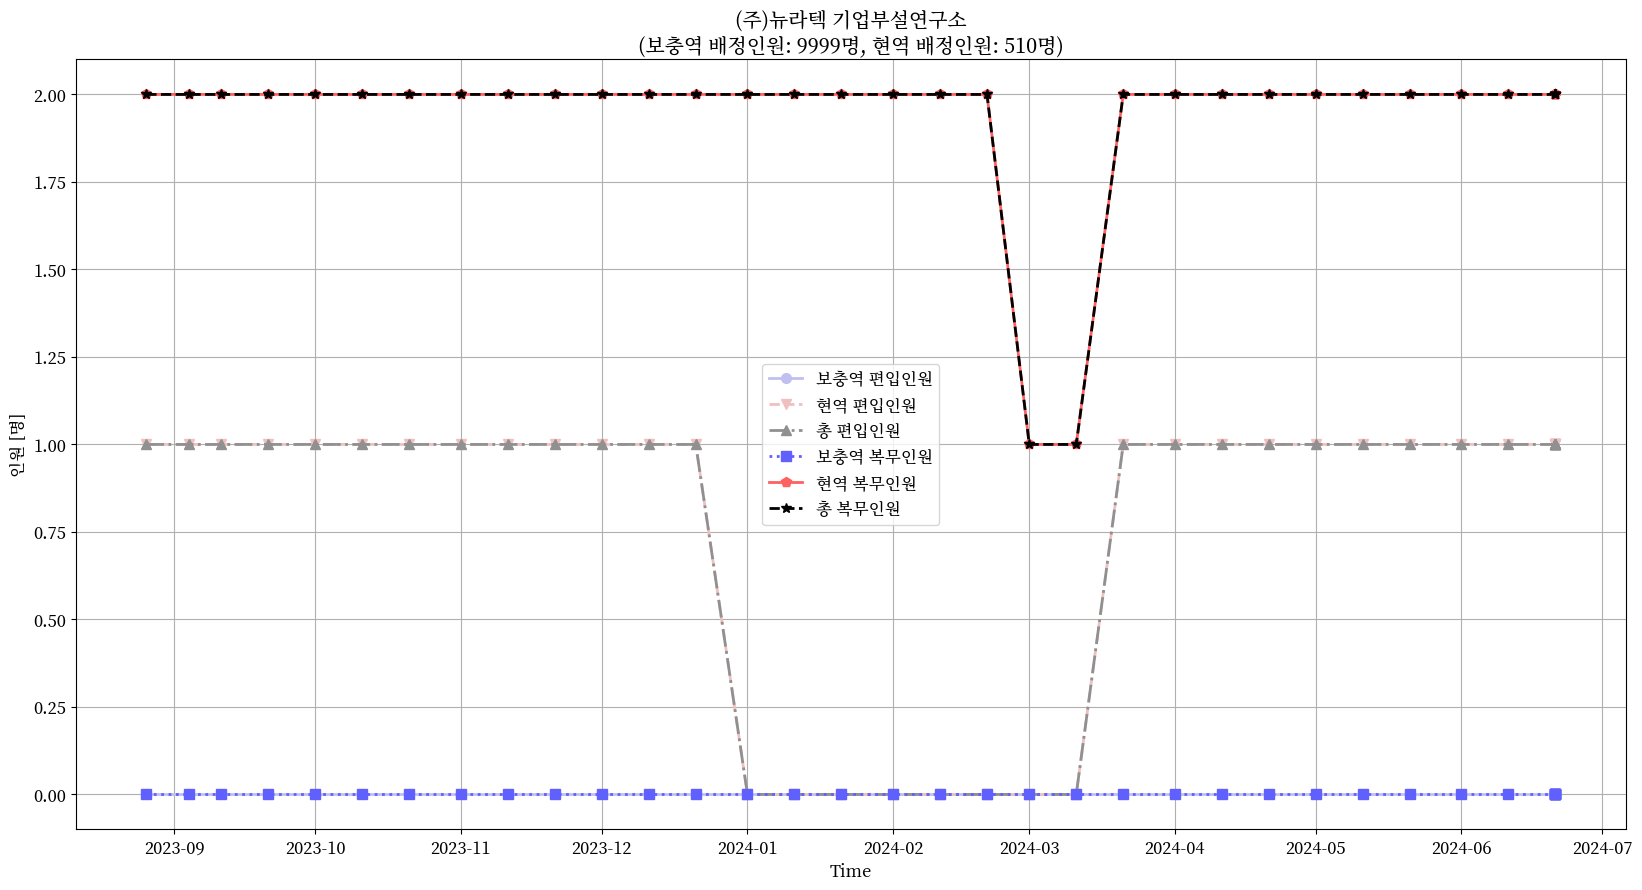 (주)뉴라텍 기업부설연구소
(보충역 배정인원: 9999명, 현역 배정인원: 510명)
인원 [명]
2.00
1.75
1.50
1.25
1.00
0.75
0.50
0.25
0.00
보충역 편입인원
현역 편입인원
총 편입인원
보충역 복무인원
현역 복무인원
총 복무인원
2023-09 2023-10 2023-11 2023-12 2024-01 2024-02 2024-03 2024-04 2024-05 2024-06 2024-07
Time